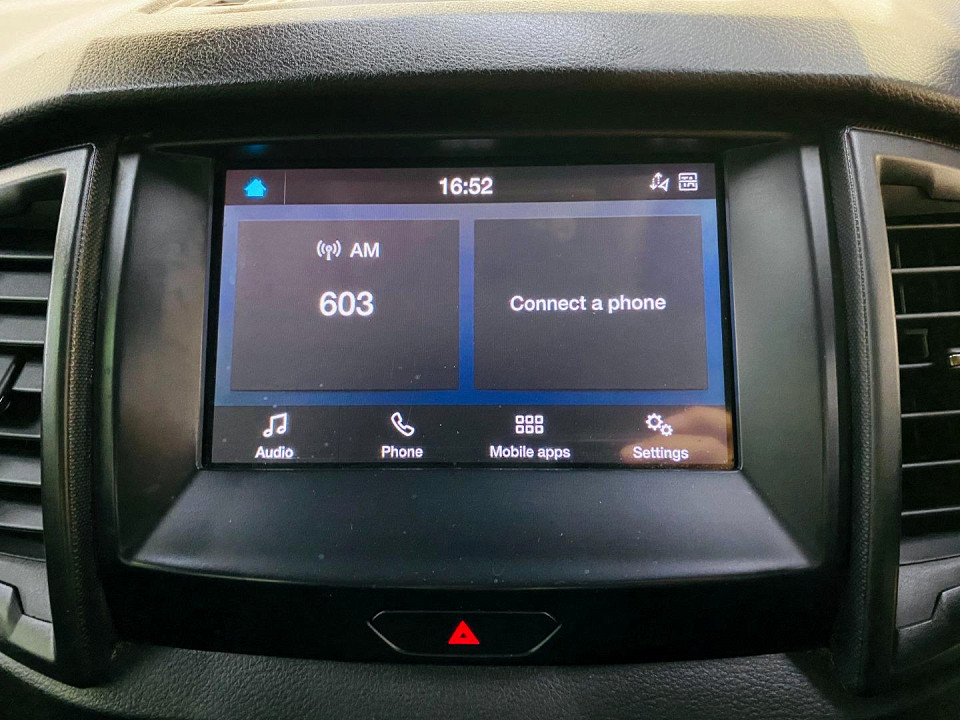 16:52
AM
603
Connect a phone
Audio
Phone
Mobile apps
Settings